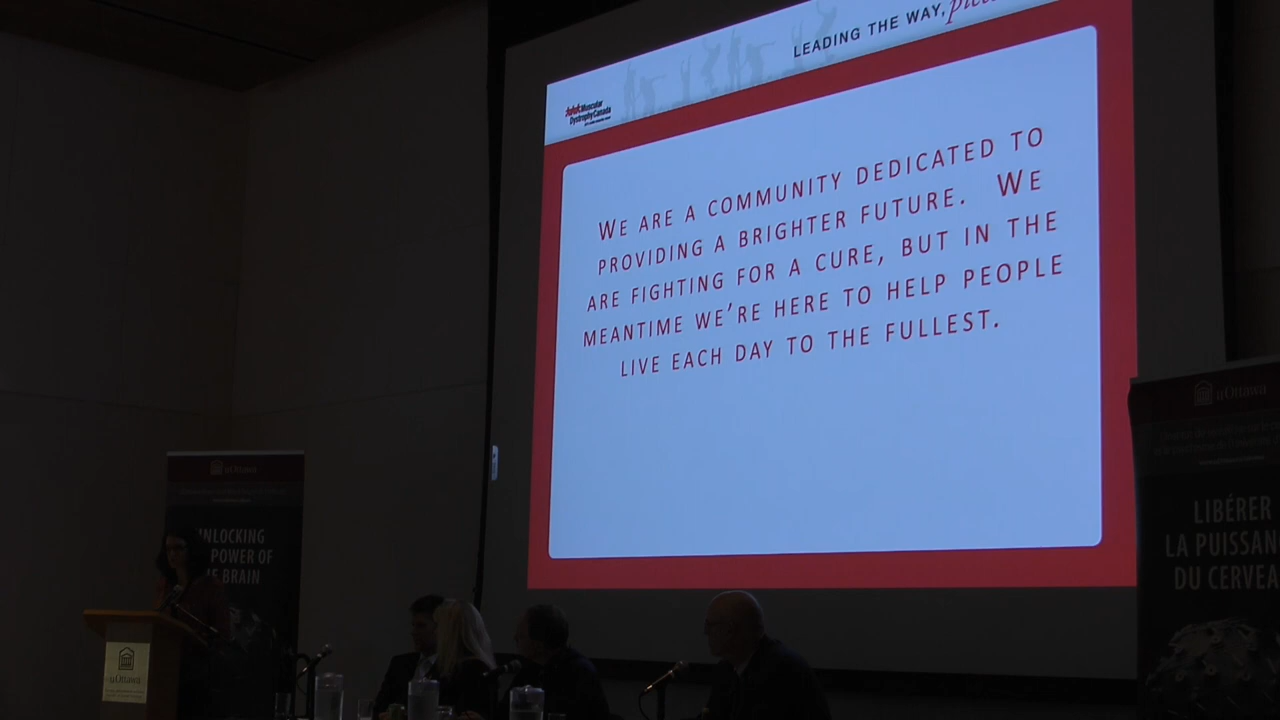 LEADING THE WAY,
Muscular
Dystrophy Canada
WE ARE A COMMUNITY DEDICATED TO
PROVIDING A BRIGHTER FUTURE. WE
ARE FIGHTING FOR A CURE, BUT IN THE
MEANTIME WE'RE HERE TO HELP PEOPLE
LIVE EACH DAY TO THE FULLEST.
uOttawa
UNLOCKING
POWER OF
BRAIN
uOttawa
uOttawa
LIBÉRER
LA PUISSAN
DU CERVEA